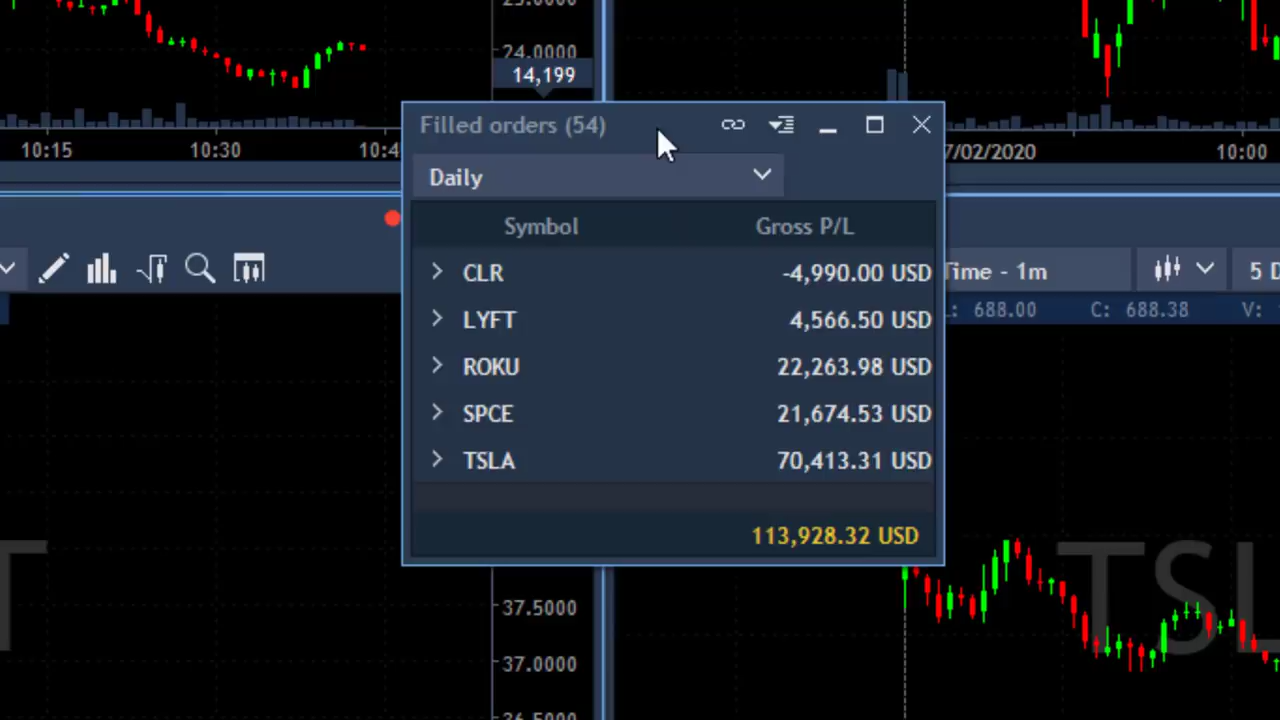 24.0000
14,199
10:15
10:30
Filled orders (54)
7/02/2020
10:00
Daily
Symbol Gross P/L
CLR -4,990.00 USD
LYFT 4,566.50 USD
ROKU 22,263.98 USD
SPCE 21,674.53 USD
TSLA 70,413.31 USD
113,928.32 USD
Time - 1m
5 D
L: 688.00 C: 688.38 V:
37.5000
37.0000
T
TSL